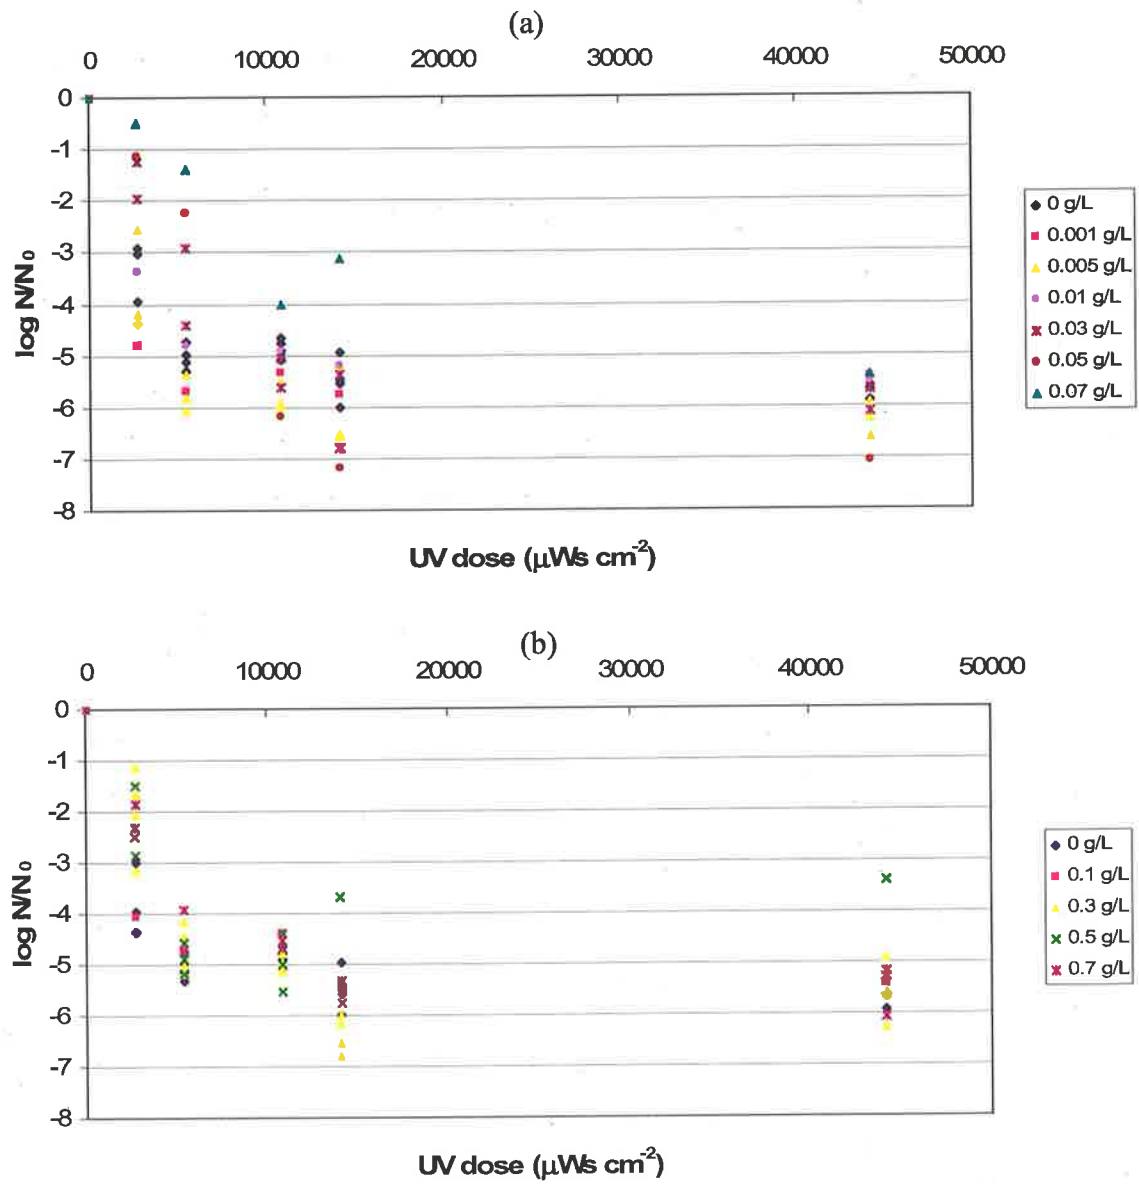 (a)
0 10000 20000 30000 40000 50000
0
-1
-2
-3
-4
-5
-6
-7
-8
log N/N₀
UV dose (μWs cm⁻²)
0 g/L
0.001 g/L
0.005 g/L
0.01 g/L
0.03 g/L
0.05 g/L
0.07 g/L
(b)
0 10000 20000 30000 40000 50000
0
-1
-2
-3
-4
-5
-6
-7
-8
log N/N₀
UV dose (μWs cm⁻²)
0 g/L
0.1 g/L
0.3 g/L
0.5 g/L
0.7 g/L